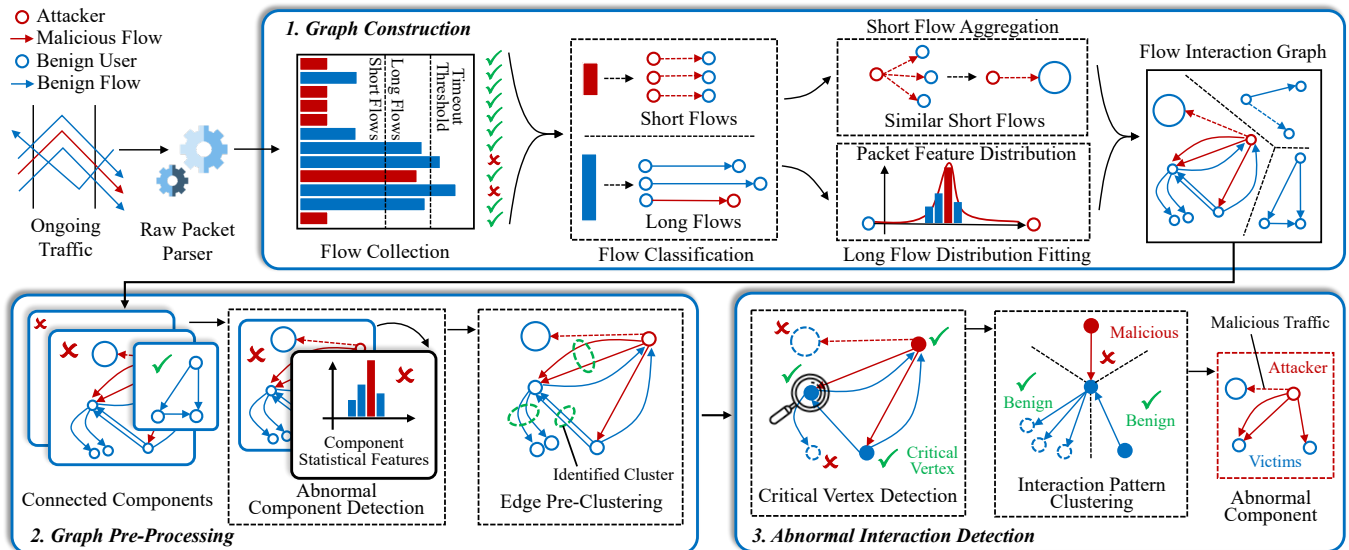 Attacker
Malicious Flow
Benign User
Benign Flow
Ongoing
Traffic
Raw Packet
Parser
1. Graph Construction
Short Flows
Long Flows
Timeout
Threshold
Flow Collection
Short Flows
Long Flows
Flow Classification
Short Flow Aggregation
Similar Short Flows
Packet Feature Distribution
Long Flow Distribution Fitting
Flow Interaction Graph
Connected Components
Component
Statistical Features
Abnormal
Component Detection
Identified Cluster
Edge Pre-Clustering
2. Graph Pre-Processing
Critical
Vertex
Critical Vertex Detection
Malicious
Benign
Benign
Interaction Pattern
Clustering
Malicious Traffic
Attacker
Victims
Abnormal
Component
3. Abnormal Interaction Detection